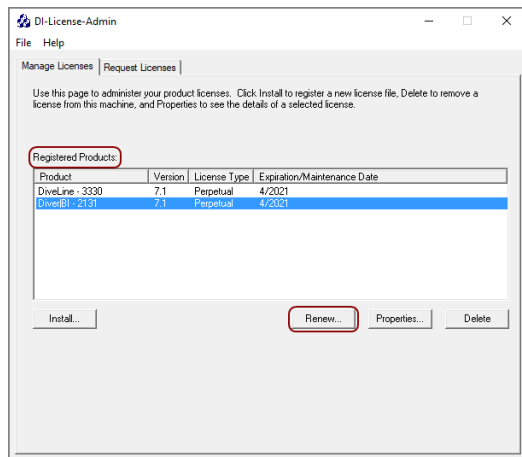 DI-License-Admin
File Help
Manage Licenses Request Licenses
Use this page to administer your product licenses. Click Install to register a new license file, Delete to remove a
license from this machine, and Properties to see the details of a selected license.
Registered Products:
Product Version License Type Expiration/Maintenance Date
DiveLine - 3330 7.1 Perpetual 4/2021
Diver|BI - 2131 7.1 Perpetual 4/2021
Install... Renew... Properties... Delete